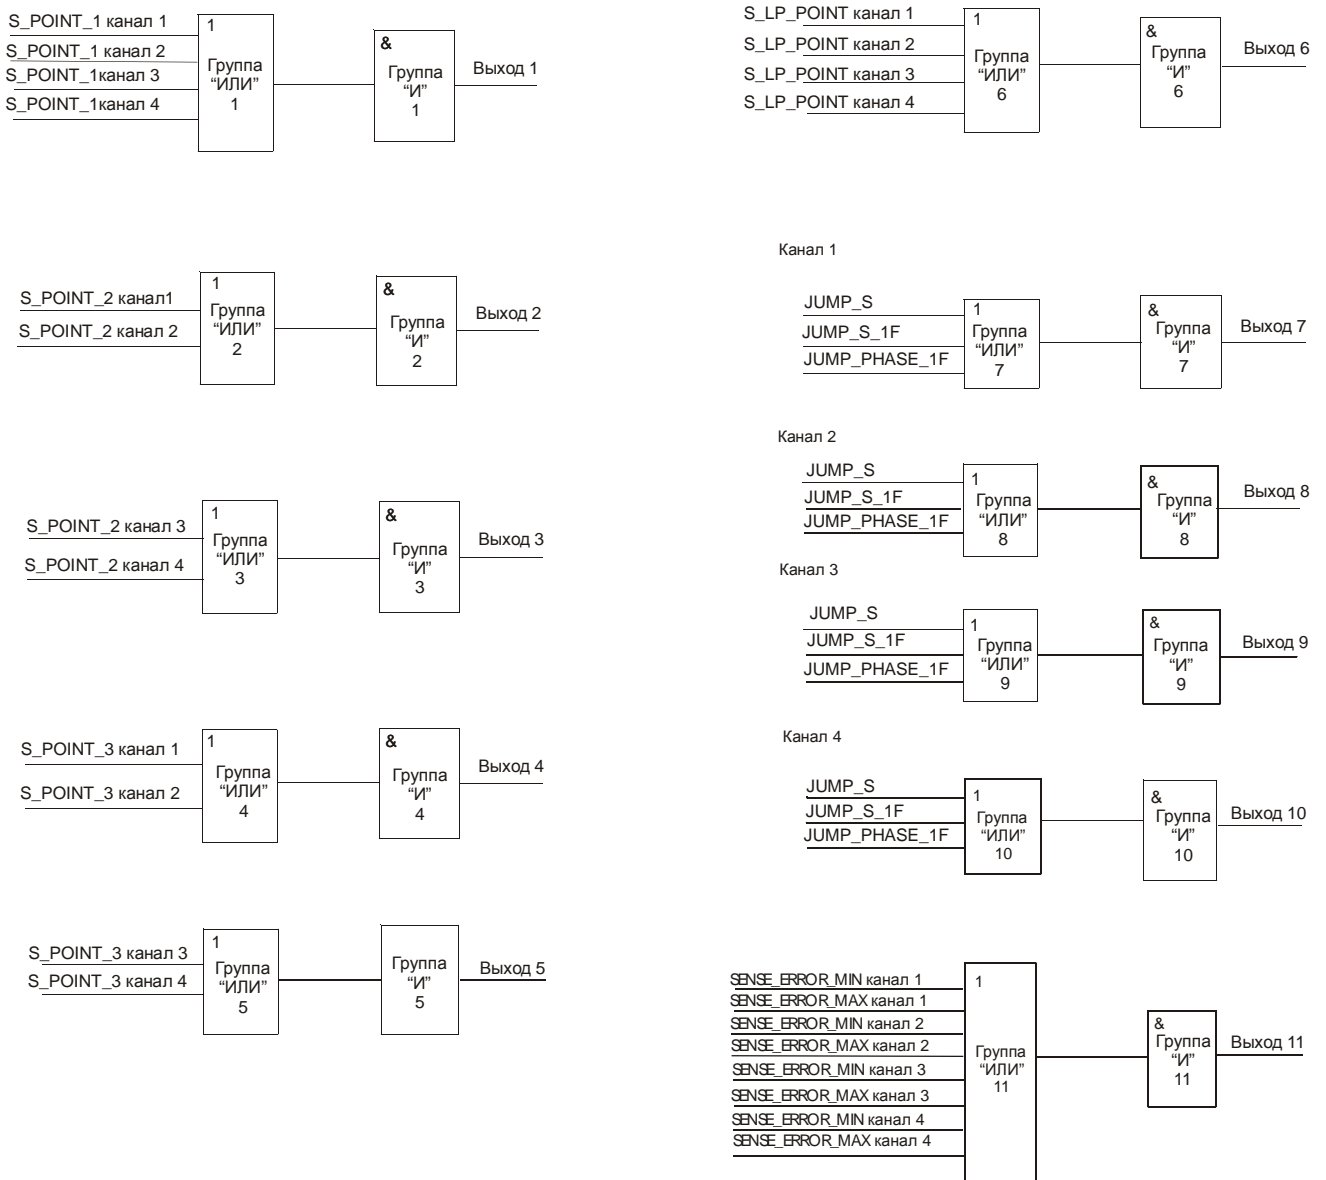 S_POINT_1 канал 1
S_POINT_1 канал 2
S_POINT_1канал 3
S_POINT_1канал 4
1
Группа
“ИЛИ”
1
&
Группа
“И”
1
Выход 1
S_POINT_2 канал1
S_POINT_2 канал 2
1
Группа
“ИЛИ”
2
&
Группа
“И”
2
Выход 2
S_POINT_2 канал 3
S_POINT_2 канал 4
1
Группа
“ИЛИ”
3
&
Группа
“И”
3
Выход 3
S_POINT_3 канал 1
S_POINT_3 канал 2
1
Группа
“ИЛИ”
4
&
Группа
“И”
4
Выход 4
S_POINT_3 канал 3
S_POINT_3 канал 4
1
Группа
“ИЛИ”
5
Группа
“И”
5
Выход 5
S_LP_POINT канал 1
S_LP_POINT канал 2
S_LP_POINT канал 3
S_LP_POINT канал 4
1
Группа
“ИЛИ”
6
&
Группа
“И”
6
Выход 6
Канал 1
JUMP_S
JUMP_S_1F
JUMP_PHASE_1F
1
Группа
“ИЛИ”
7
&
Группа
“И”
7
Выход 7
Канал 2
JUMP_S
JUMP_S_1F
JUMP_PHASE_1F
1
Группа
“ИЛИ”
8
&
Группа
“И”
8
Выход 8
Канал 3
JUMP_S
JUMP_S_1F
JUMP_PHASE_1F
1
Группа
“ИЛИ”
9
&
Группа
“И”
9
Выход 9
Канал 4
JUMP_S
JUMP_S_1F
JUMP_PHASE_1F
1
Группа
“ИЛИ”
10
&
Группа
“И”
10
Выход 10
SENSE_ERROR_MIN канал 1
SENSE_ERROR_MAX канал 1
SENSE_ERROR_MIN канал 2
SENSE_ERROR_MAX канал 2
SENSE_ERROR_MIN канал 3
SENSE_ERROR_MAX канал 3
SENSE_ERROR_MIN канал 4
SENSE_ERROR_MAX канал 4
1
Группа
“ИЛИ”
11
&
Группа
“И”
11
Выход 11